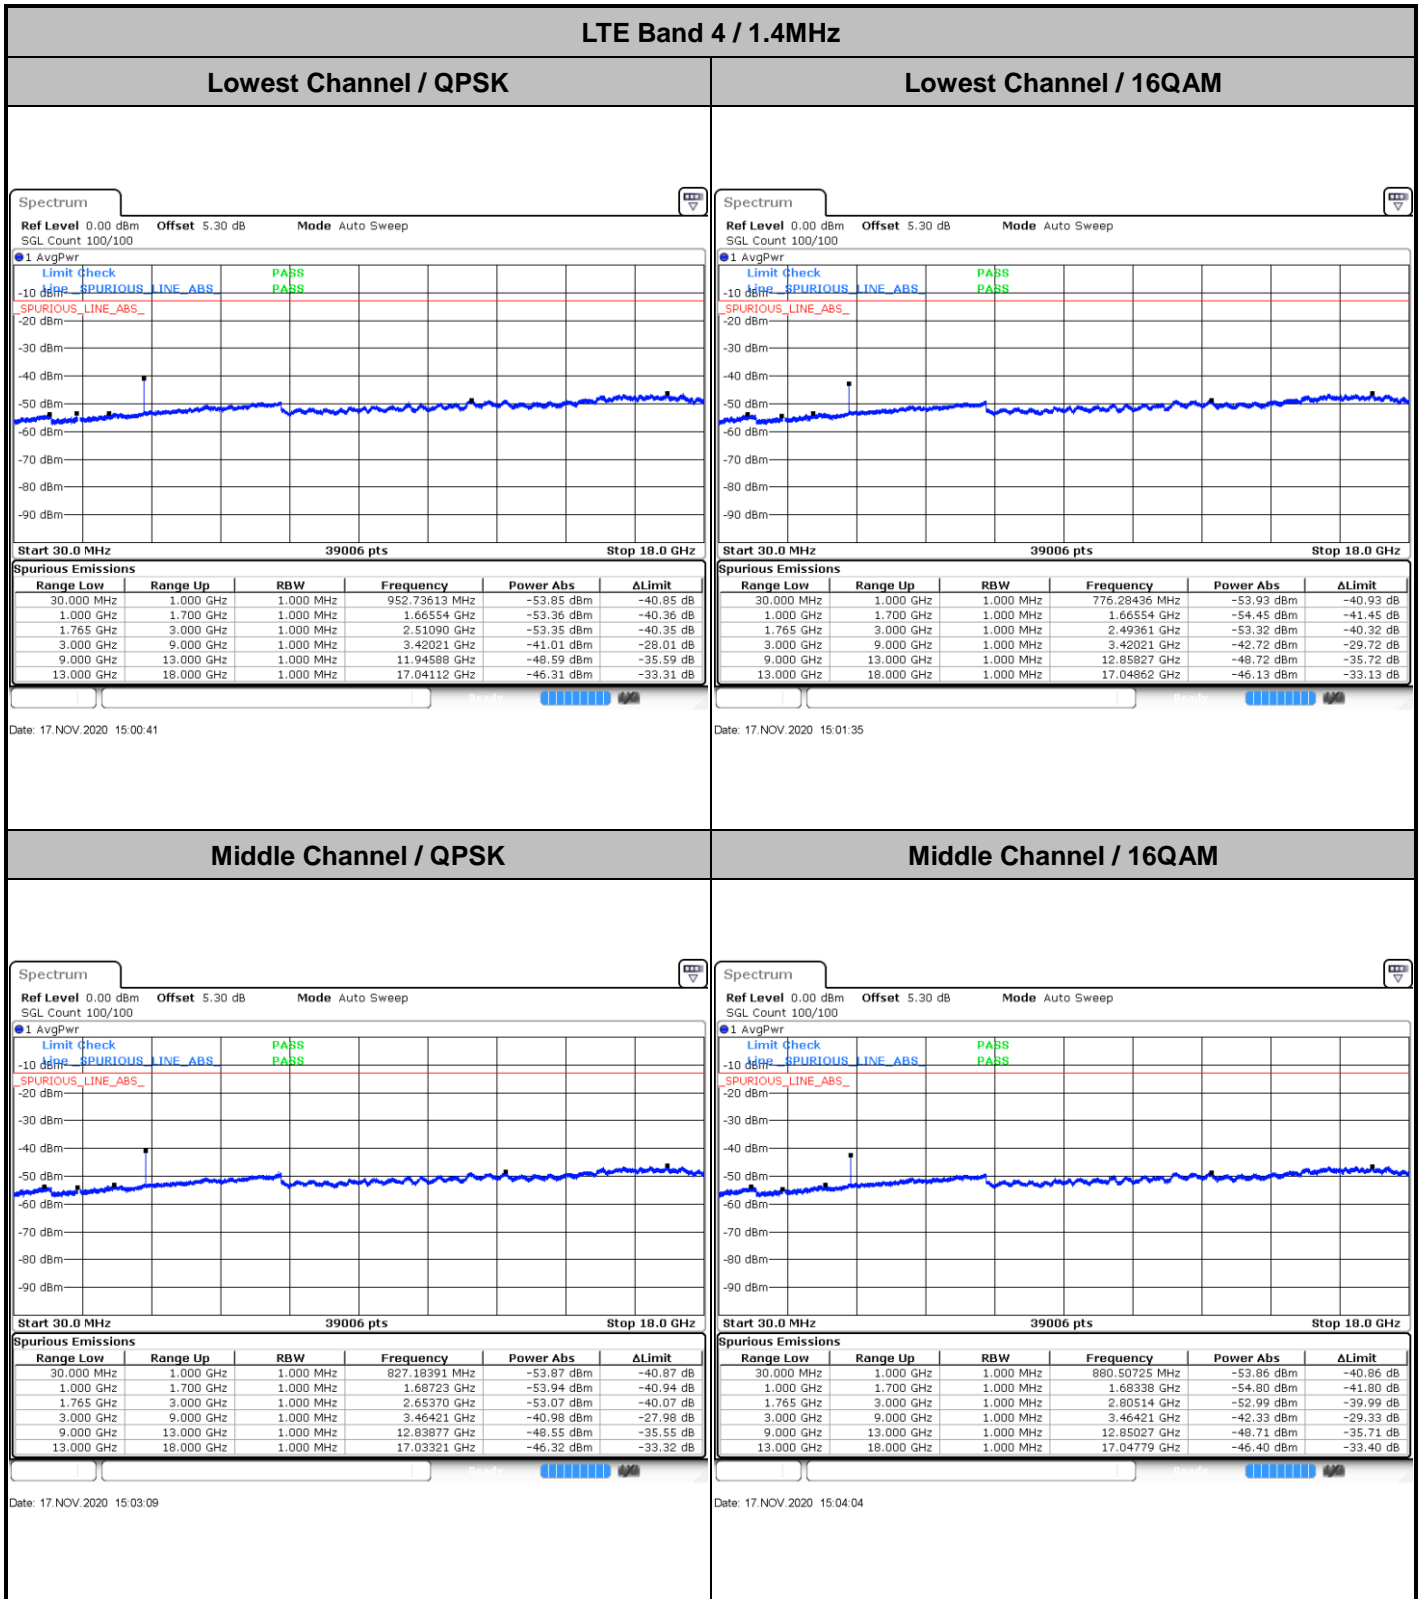 LTE Band 4 / 1.4MHz
Lowest Channel / QPSK
Lowest Channel / 16QAM
Spectrum
Ref Level 0.00 dBm Offset 5.30 dB Mode Auto Sweep
SGL Count 100/100
1 AvgPwr
Limit Check PASS
Line _SPURIOUS_LINE_ABS_ PASS
-10 dBm
_SPURIOUS_LINE_ABS_
-20 dBm
-30 dBm
-40 dBm
-50 dBm
-60 dBm
-70 dBm
-80 dBm
-90 dBm
Start 30.0 MHz 39006 pts Stop 18.0 GHz
Spurious Emissions
Range Low Range Up RBW Frequency Power Abs ΔLimit
30.000 MHz 1.000 GHz 1.000 MHz 952.73613 MHz -53.85 dBm -40.85 dB
1.000 GHz 1.700 GHz 1.000 MHz 1.66554 GHz -53.36 dBm -40.36 dB
1.765 GHz 3.000 GHz 1.000 MHz 2.51090 GHz -53.35 dBm -40.35 dB
3.000 GHz 9.000 GHz 1.000 MHz 3.42021 GHz -41.01 dBm -28.01 dB
9.000 GHz 13.000 GHz 1.000 MHz 11.94588 GHz -48.59 dBm -35.59 dB
13.000 GHz 18.000 GHz 1.000 MHz 17.04112 GHz -46.31 dBm -33.31 dB
Ready
Date: 17.NOV.2020 15:00:41
Spectrum
Ref Level 0.00 dBm Offset 5.30 dB Mode Auto Sweep
SGL Count 100/100
1 AvgPwr
Limit Check PASS
Line _SPURIOUS_LINE_ABS_ PASS
-10 dBm
_SPURIOUS_LINE_ABS_
-20 dBm
-30 dBm
-40 dBm
-50 dBm
-60 dBm
-70 dBm
-80 dBm
-90 dBm
Start 30.0 MHz 39006 pts Stop 18.0 GHz
Spurious Emissions
Range Low Range Up RBW Frequency Power Abs ΔLimit
30.000 MHz 1.000 GHz 1.000 MHz 776.28436 MHz -53.93 dBm -40.93 dB
1.000 GHz 1.700 GHz 1.000 MHz 1.66554 GHz -54.45 dBm -41.45 dB
1.765 GHz 3.000 GHz 1.000 MHz 2.49361 GHz -53.32 dBm -40.32 dB
3.000 GHz 9.000 GHz 1.000 MHz 3.42021 GHz -42.72 dBm -29.72 dB
9.000 GHz 13.000 GHz 1.000 MHz 12.85827 GHz -48.72 dBm -35.72 dB
13.000 GHz 18.000 GHz 1.000 MHz 17.04862 GHz -46.13 dBm -33.13 dB
Ready
Date: 17.NOV.2020 15:01:35
Middle Channel / QPSK
Middle Channel / 16QAM
Spectrum
Ref Level 0.00 dBm Offset 5.30 dB Mode Auto Sweep
SGL Count 100/100
1 AvgPwr
Limit Check PASS
Line _SPURIOUS_LINE_ABS_ PASS
-10 dBm
_SPURIOUS_LINE_ABS_
-20 dBm
-30 dBm
-40 dBm
-50 dBm
-60 dBm
-70 dBm
-80 dBm
-90 dBm
Start 30.0 MHz 39006 pts Stop 18.0 GHz
Spurious Emissions
Range Low Range Up RBW Frequency Power Abs ΔLimit
30.000 MHz 1.000 GHz 1.000 MHz 827.18391 MHz -53.87 dBm -40.87 dB
1.000 GHz 1.700 GHz 1.000 MHz 1.68723 GHz -53.94 dBm -40.94 dB
1.765 GHz 3.000 GHz 1.000 MHz 2.65370 GHz -53.07 dBm -40.07 dB
3.000 GHz 9.000 GHz 1.000 MHz 3.46421 GHz -40.98 dBm -27.98 dB
9.000 GHz 13.000 GHz 1.000 MHz 12.83877 GHz -48.55 dBm -35.55 dB
13.000 GHz 18.000 GHz 1.000 MHz 17.03321 GHz -46.32 dBm -33.32 dB
Ready
Date: 17.NOV.2020 15:03:09
Spectrum
Ref Level 0.00 dBm Offset 5.30 dB Mode Auto Sweep
SGL Count 100/100
1 AvgPwr
Limit Check PASS
Line _SPURIOUS_LINE_ABS_ PASS
-10 dBm
_SPURIOUS_LINE_ABS_
-20 dBm
-30 dBm
-40 dBm
-50 dBm
-60 dBm
-70 dBm
-80 dBm
-90 dBm
Start 30.0 MHz 39006 pts Stop 18.0 GHz
Spurious Emissions
Range Low Range Up RBW Frequency Power Abs ΔLimit
30.000 MHz 1.000 GHz 1.000 MHz 880.50725 MHz -53.86 dBm -40.86 dB
1.000 GHz 1.700 GHz 1.000 MHz 1.68338 GHz -54.80 dBm -41.80 dB
1.765 GHz 3.000 GHz 1.000 MHz 2.80514 GHz -52.99 dBm -39.99 dB
3.000 GHz 9.000 GHz 1.000 MHz 3.46421 GHz -42.33 dBm -29.33 dB
9.000 GHz 13.000 GHz 1.000 MHz 12.85027 GHz -48.71 dBm -35.71 dB
13.000 GHz 18.000 GHz 1.000 MHz 17.04779 GHz -46.40 dBm -33.40 dB
Ready
Date: 17.NOV.2020 15:04:04